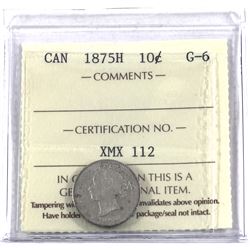 CAN 1875H 10¢ G-6
COMMENTS
CERTIFICATION NO.
XMX 112
IN THIS IS A
GE NAL ITEM.
Tampering wi nvalidates above opinion.
Have holder package/seal not intact.